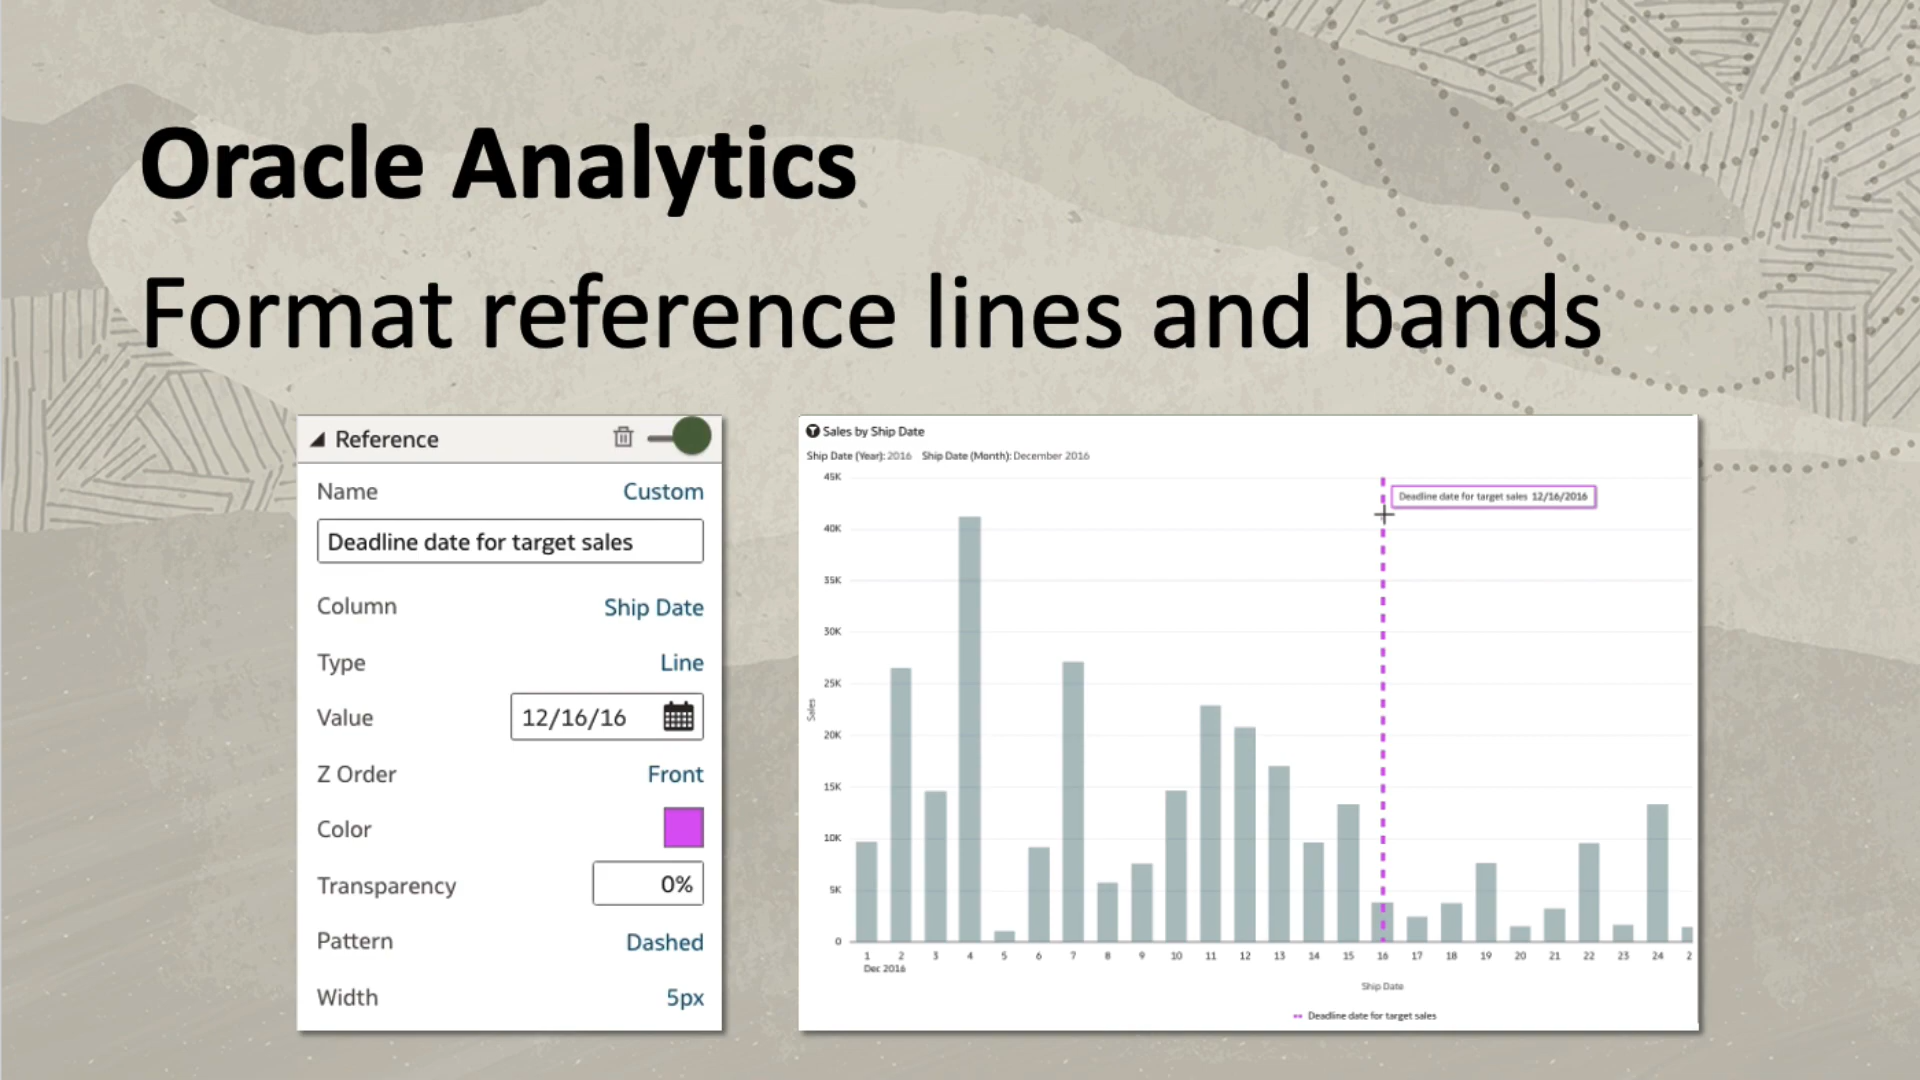 Oracle Analytics
Format reference lines and bands
Reference
Name Custom
Deadline date for target sales
Column Ship Date
Type Line
Value 12/16/16
Z Order Front
Color
Transparency 0%
Pattern Dashed
Width 5px
T Sales by Ship Date
Ship Date (Year): 2016 Ship Date (Month): December 2016
45K
Deadline date for target sales 12/16/2016
40K
35K
30K
25K
Sales
20K
15K
10K
5K
0
1 2 3 4 5 6 7 8 9 10 11 12 13 14 15 16 17 18 19 20 21 22 23 24 2
Dec 2016
Ship Date
Deadline date for target sales